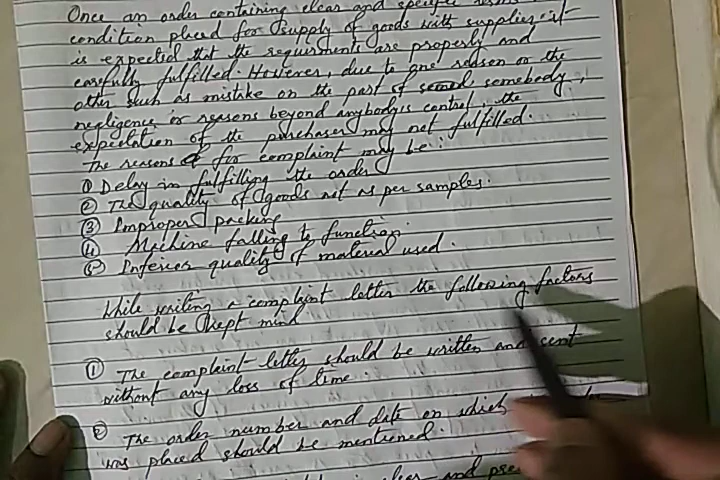 Once an order containing clear and specific
condition placed for supply of goods with supplier it
is expected that the requirments are properly and
carefully fulfilled. However, due to one reason or the
other such as mistake on the part of somebody,
negligence or reasons beyond anybody's control, the
expectation of the purchaser may not fulfilled.
The reasons for complaint may be:
① Delay in fulfilling the order
② The quality of goods not as per samples.
③ Improper packing
④ Machine falling to function.
⑤ Inferior quality of material used.
While writing a complaint letter the following factors
should be kept mind
① The complaint letter should be written and sent
without any loss of time.
② The order number and date on which
was placed should be mentioned.
clear and